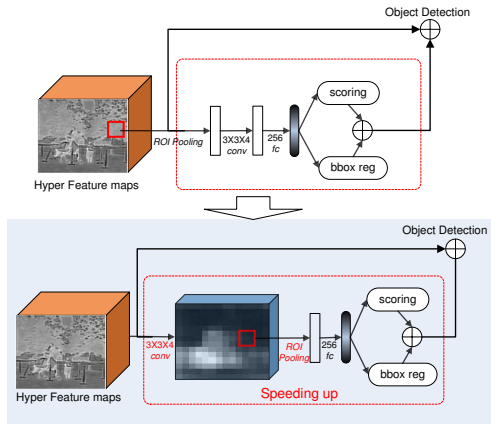 Object Detection
scoring
ROI Pooling
3X3X4
conv
256
fc
bbox reg
Hyper Feature maps
Object Detection
scoring
3X3X4
conv
ROI
Pooling
256
fc
bbox reg
Hyper Feature maps
Speeding up